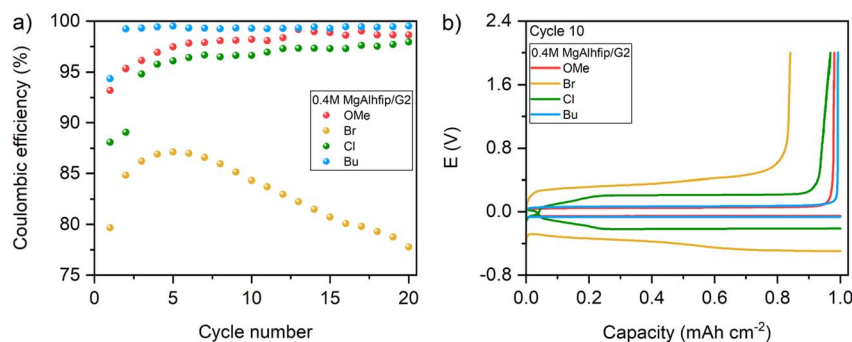 a)
Coulombic efficiency (%)
100
95
90
85
80
75
0.4M MgAlhfip/G2
OMe
Br
Cl
Bu
0
5
10
15
20
Cycle number
b)
E (V)
2.4
1.6
0.8
0.0
-0.8
Cycle 10
0.4M MgAlhfip/G2
OMe
Br
Cl
Bu
0.0
0.2
0.4
0.6
0.8
1.0
Capacity (mAh cm⁻²)